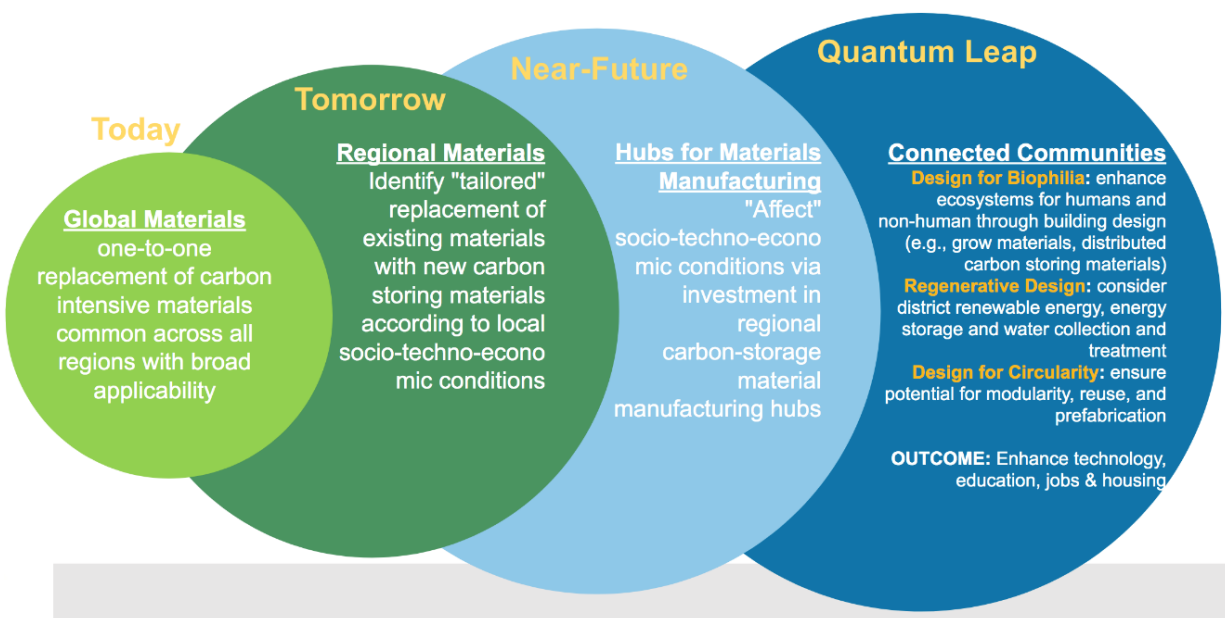 Today
Global Materials
one-to-one
replacement of carbon
intensive materials
common across all
regions with broad
applicability
Tomorrow
Regional Materials
Identify "tailored"
replacement of
existing materials
with new carbon
storing materials
according to local
socio-techno-econo
mic conditions
Near-Future
Hubs for Materials
Manufacturing
"Affect"
socio-techno-econo
mic conditions via
investment in
regional
carbon-storage
material
manufacturing hubs
Quantum Leap
Connected Communities
Design for Biophilia: enhance
ecosystems for humans and
non-human through building design
(e.g., grow materials, distributed
carbon storing materials)
Regenerative Design: consider
district renewable energy, energy
storage and water collection and
treatment
Design for Circularity: ensure
potential for modularity, reuse, and
prefabrication
OUTCOME: Enhance technology,
education, jobs & housing